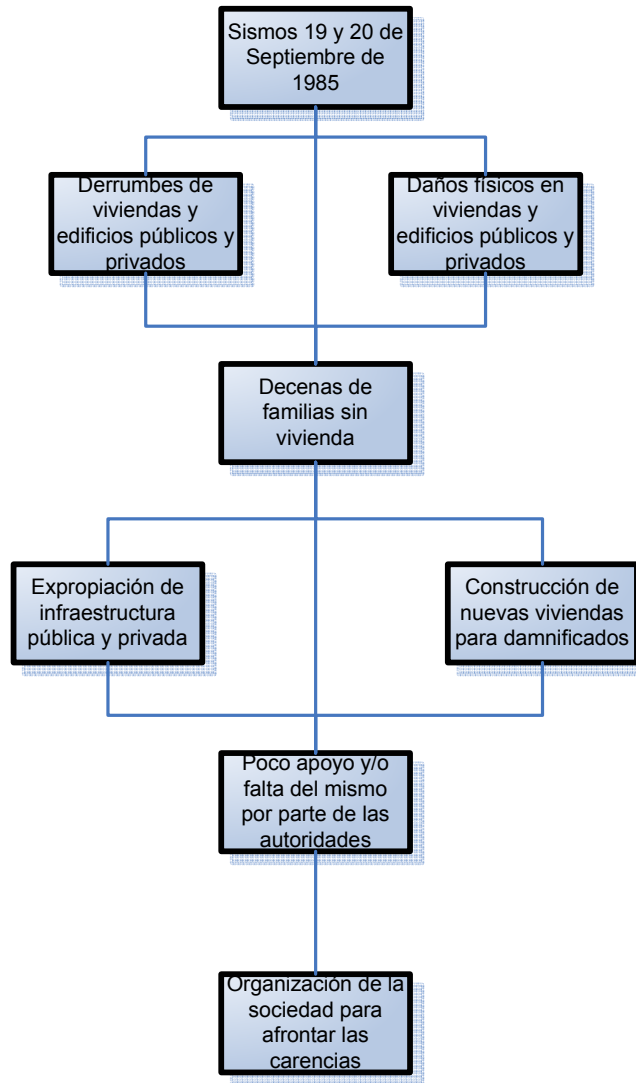 Sismos 19 y 20 de
Septiembre de
1985
Derrumbes de
viviendas y
edificios públicos y
privados
Daños físicos en
viviendas y
edificios públicos y
privados
Decenas de
familias sin
vivienda
Expropiación de
infraestructura
pública y privada
Construcción de
nuevas viviendas
para damnificados
Poco apoyo y/o
falta del mismo
por parte de las
autoridades
Organización de la
sociedad para
afrontar las
carencias